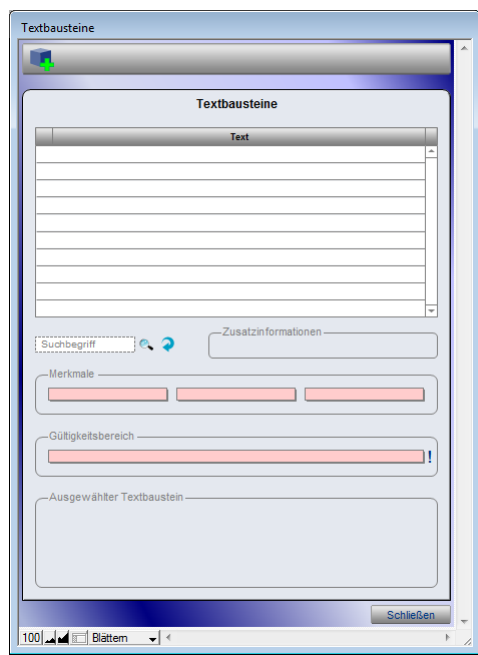 Textbausteine
Textbausteine
Text
Suchbegriff
Zusatzinformationen
Merkmale
Gültigkeitsbereich
!
Ausgewählter Textbaustein
Schließen
100 Blättern